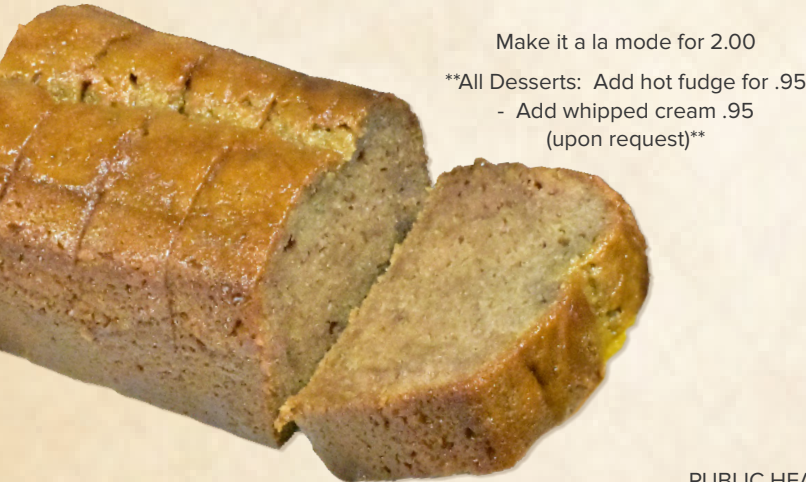 Make it a la mode for 2.00
**All Desserts: Add hot fudge for .95
- Add whipped cream .95
(upon request)**
PUBLIC